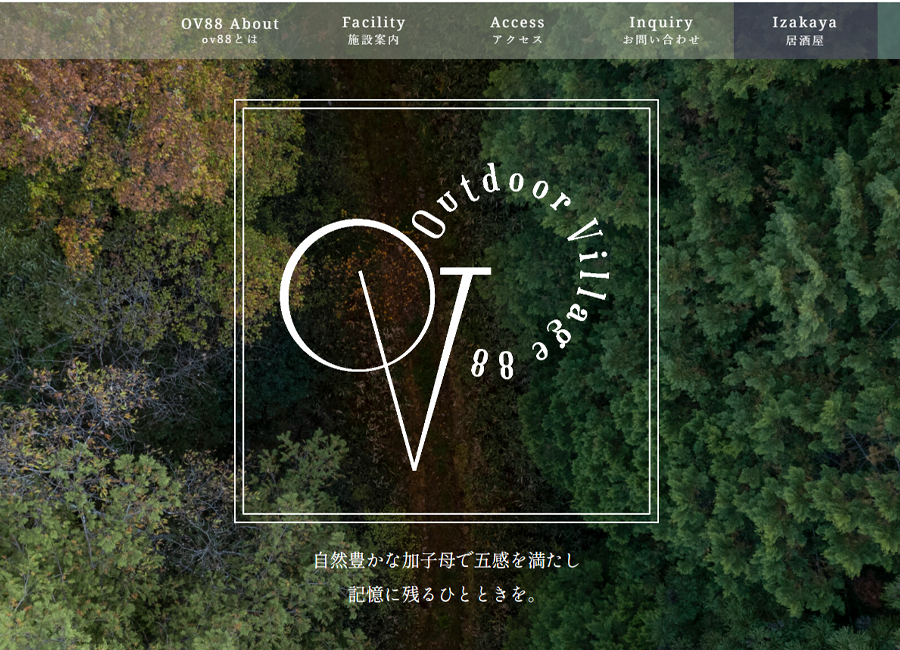 OV88 About
ov88とは
Facility
施設案内
Access
アクセス
Inquiry
お問い合わせ
Izakaya
居酒屋
OV
Outdoor Village 88
自然豊かな加子母で五感を満たし
記憶に残るひとときを。